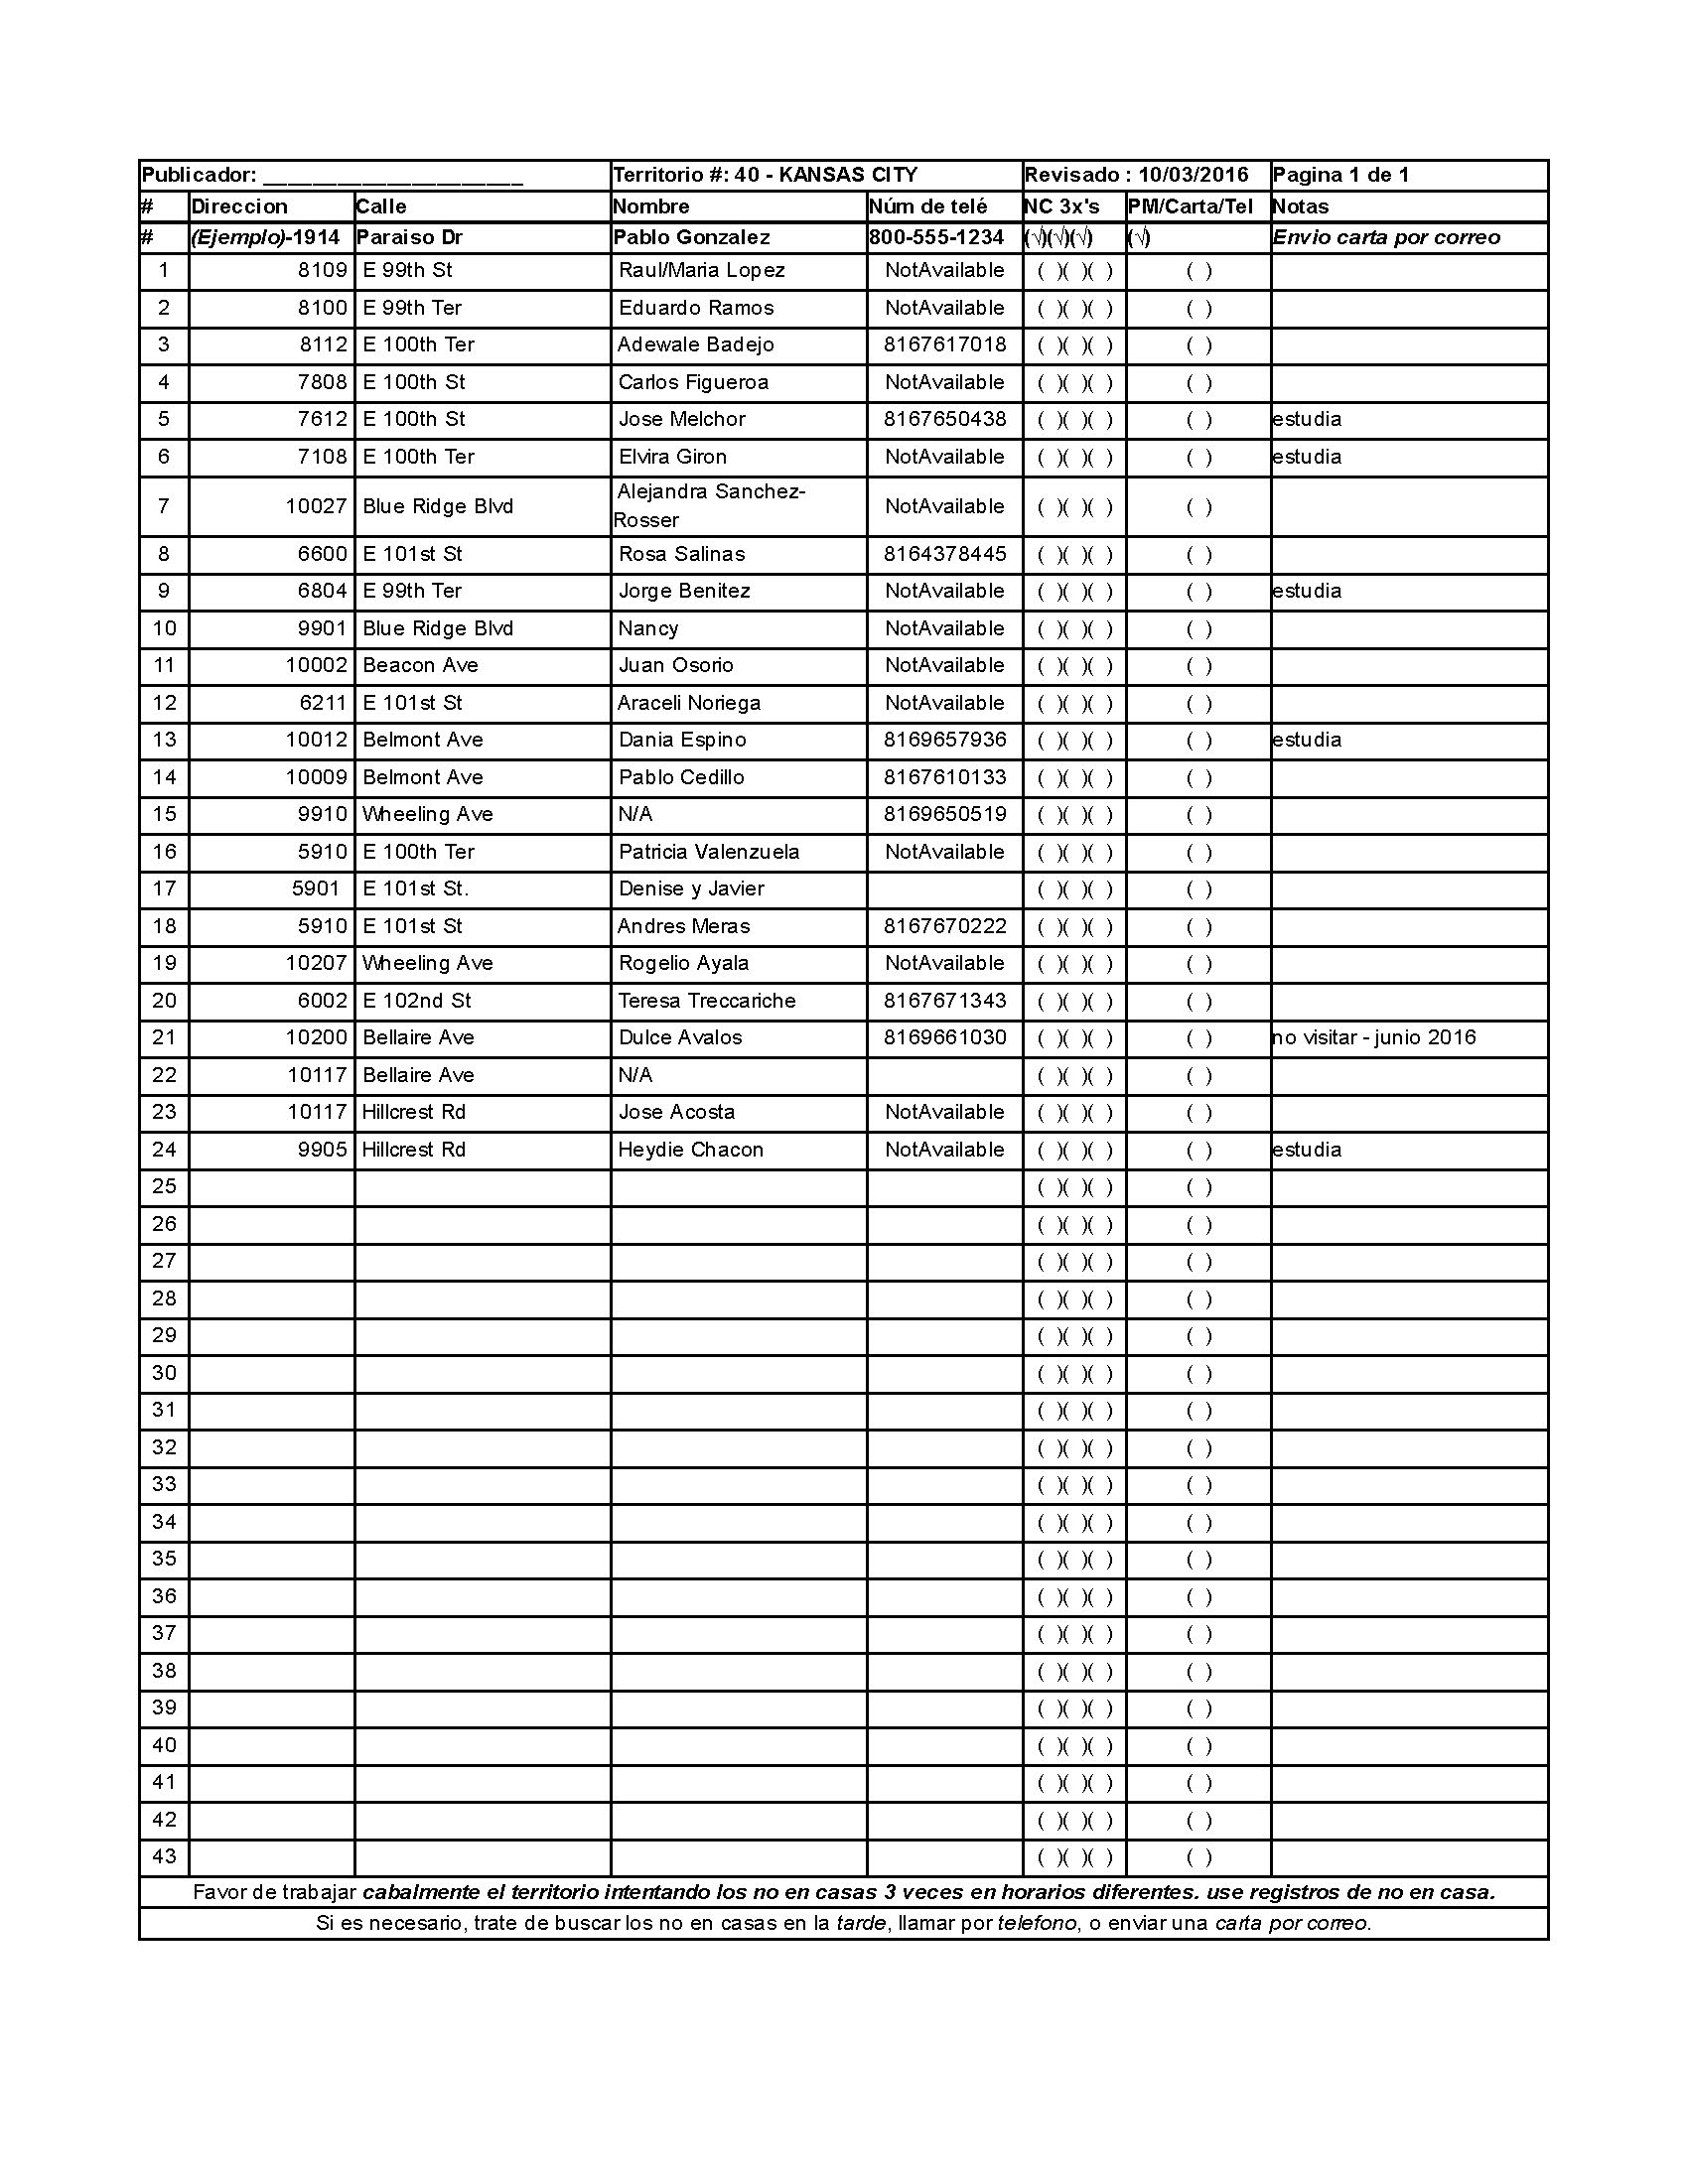 Publicador: ______________________ Territorio #: 40 - KANSAS CITY Revisado : 10/03/2016 Pagina 1 de 1
# Direccion Calle Nombre Núm de telé NC 3x's PM/Carta/Tel Notas
# (Ejemplo)-1914 Paraiso Dr Pablo Gonzalez 800-555-1234 (√)(√)(√) (√) Envio carta por correo
1 8109 E 99th St Raul/Maria Lopez NotAvailable ( )( )( ) ( )
2 8100 E 99th Ter Eduardo Ramos NotAvailable ( )( )( ) ( )
3 8112 E 100th Ter Adewale Badejo 8167617018 ( )( )( ) ( )
4 7808 E 100th St Carlos Figueroa NotAvailable ( )( )( ) ( )
5 7612 E 100th St Jose Melchor 8167650438 ( )( )( ) ( ) estudia
6 7108 E 100th Ter Elvira Giron NotAvailable ( )( )( ) ( ) estudia
7 10027 Blue Ridge Blvd Alejandra Sanchez-
Rosser NotAvailable ( )( )( ) ( )
8 6600 E 101st St Rosa Salinas 8164378445 ( )( )( ) ( )
9 6804 E 99th Ter Jorge Benitez NotAvailable ( )( )( ) ( ) estudia
10 9901 Blue Ridge Blvd Nancy NotAvailable ( )( )( ) ( )
11 10002 Beacon Ave Juan Osorio NotAvailable ( )( )( ) ( )
12 6211 E 101st St Araceli Noriega NotAvailable ( )( )( ) ( )
13 10012 Belmont Ave Dania Espino 8169657936 ( )( )( ) ( ) estudia
14 10009 Belmont Ave Pablo Cedillo 8167610133 ( )( )( ) ( )
15 9910 Wheeling Ave N/A 8169650519 ( )( )( ) ( )
16 5910 E 100th Ter Patricia Valenzuela NotAvailable ( )( )( ) ( )
17 5901 E 101st St. Denise y Javier ( )( )( ) ( )
18 5910 E 101st St Andres Meras 8167670222 ( )( )( ) ( )
19 10207 Wheeling Ave Rogelio Ayala NotAvailable ( )( )( ) ( )
20 6002 E 102nd St Teresa Treccariche 8167671343 ( )( )( ) ( )
21 10200 Bellaire Ave Dulce Avalos 8169661030 ( )( )( ) ( ) no visitar - junio 2016
22 10117 Bellaire Ave N/A ( )( )( ) ( )
23 10117 Hillcrest Rd Jose Acosta NotAvailable ( )( )( ) ( )
24 9905 Hillcrest Rd Heydie Chacon NotAvailable ( )( )( ) ( ) estudia
25 ( )( )( ) ( )
26 ( )( )( ) ( )
27 ( )( )( ) ( )
28 ( )( )( ) ( )
29 ( )( )( ) ( )
30 ( )( )( ) ( )
31 ( )( )( ) ( )
32 ( )( )( ) ( )
33 ( )( )( ) ( )
34 ( )( )( ) ( )
35 ( )( )( ) ( )
36 ( )( )( ) ( )
37 ( )( )( ) ( )
38 ( )( )( ) ( )
39 ( )( )( ) ( )
40 ( )( )( ) ( )
41 ( )( )( ) ( )
42 ( )( )( ) ( )
43 ( )( )( ) ( )
Favor de trabajar cabalmente el territorio intentando los no en casas 3 veces en horarios diferentes. use registros de no en casa.
Si es necesario, trate de buscar los no en casas en la tarde, llamar por telefono, o enviar una carta por correo.